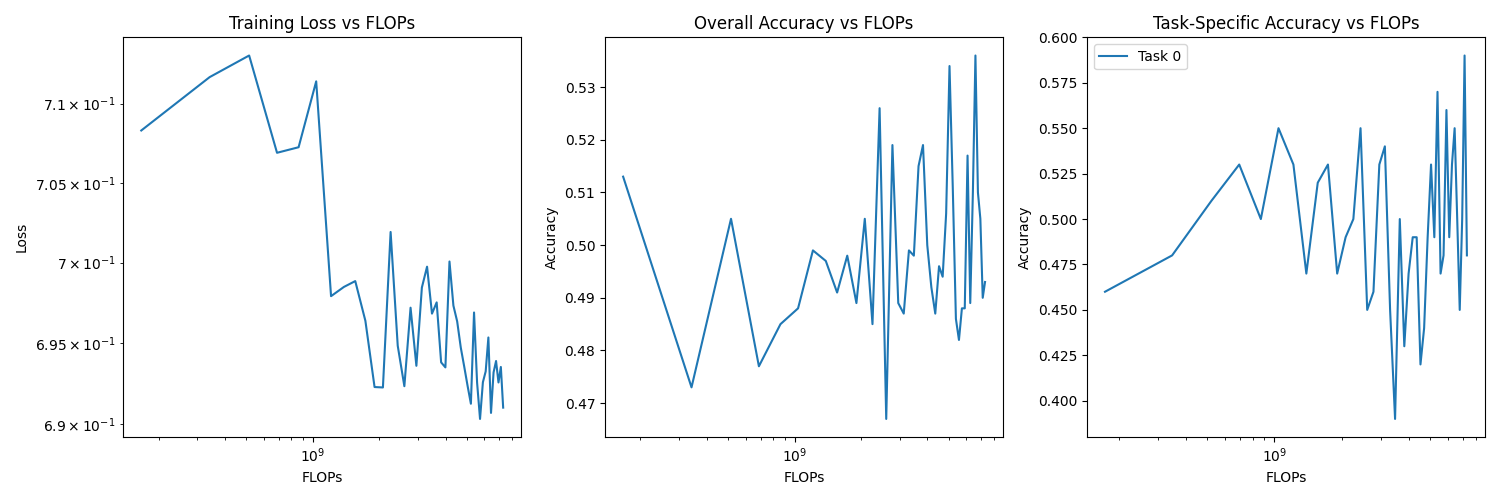 Training Loss vs FLOPs
Loss
7.1 × 10⁻¹
7.05 × 10⁻¹
7 × 10⁻¹
6.95 × 10⁻¹
6.9 × 10⁻¹
10⁹
FLOPs
Overall Accuracy vs FLOPs
Accuracy
0.53
0.52
0.51
0.50
0.49
0.48
0.47
10⁹
FLOPs
Task-Specific Accuracy vs FLOPs
Task 0
Accuracy
0.600
0.575
0.550
0.525
0.500
0.475
0.450
0.425
0.400
10⁹
FLOPs